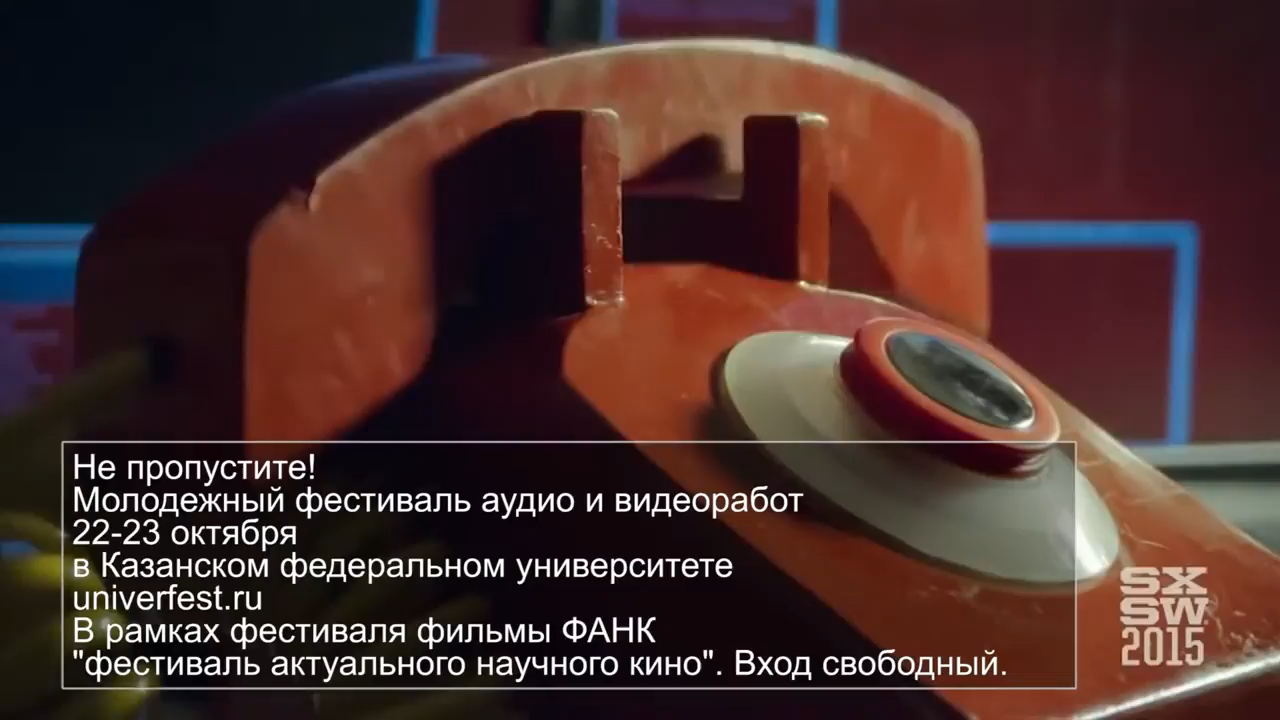 Не пропустите!
Молодежный фестиваль аудио и видеоработ
22-23 октября
в Казанском федеральном университете
univerfest.ru
В рамках фестиваля фильмы ФАНК
"фестиваль актуального научного кино". Вход свободный.
SX
SW
2015